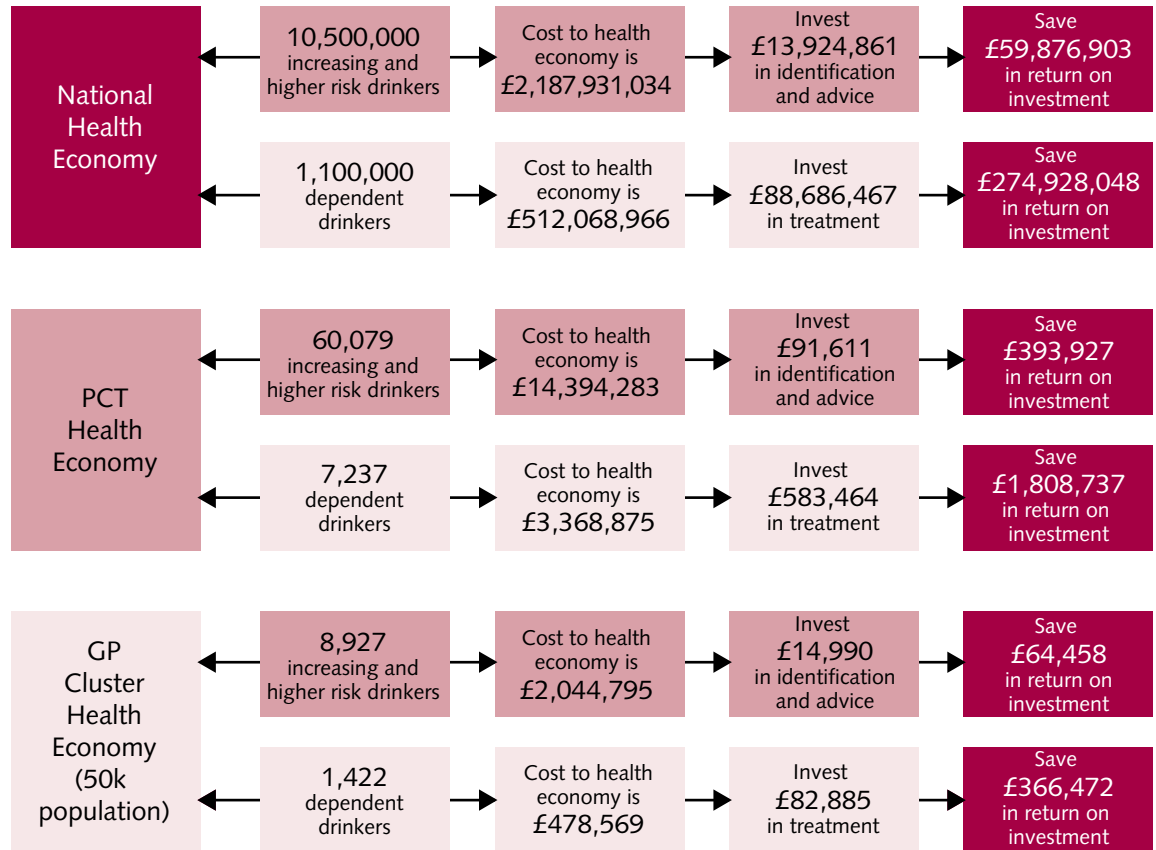 National
Health
Economy
10,500,000
increasing and
higher risk drinkers
Cost to health
economy is
£2,187,931,034
Invest
£13,924,861
in identification
and advice
Save
£59,876,903
in return on
investment
1,100,000
dependent
drinkers
Cost to health
economy is
£512,068,966
Invest
£88,686,467
in treatment
Save
£274,928,048
in return on
investment
PCT
Health
Economy
60,079
increasing and
higher risk drinkers
Cost to health
economy is
£14,394,283
Invest
£91,611
in identification
and advice
Save
£393,927
in return on
investment
7,237
dependent
drinkers
Cost to health
economy is
£3,368,875
Invest
£583,464
in treatment
Save
£1,808,737
in return on
investment
GP
Cluster
Health
Economy
(50k
population)
8,927
increasing and
higher risk drinkers
Cost to health
economy is
£2,044,795
Invest
£14,990
in identification
and advice
Save
£64,458
in return on
investment
1,422
dependent
drinkers
Cost to health
economy is
£478,569
Invest
£82,885
in treatment
Save
£366,472
in return on
investment